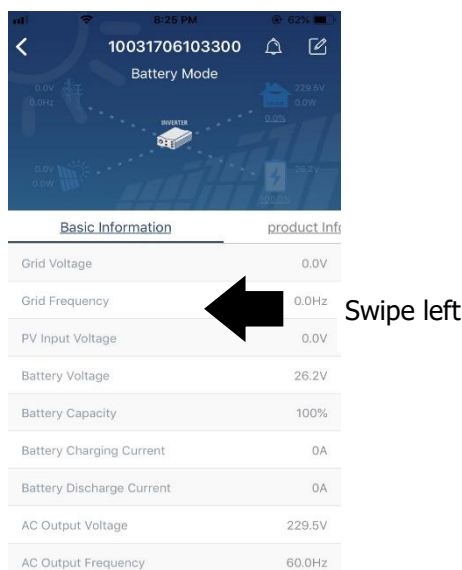 8:25 PM 62%
10031706103300
Battery Mode
0.0V 229.5V
0.0Hz 0.0W
INVERTER
0.0%
0.0V 26.2V
0.0W
Basic Information product Info
Grid Voltage 0.0V
Grid Frequency 0.0Hz
Swipe left
PV Input Voltage 0.0V
Battery Voltage 26.2V
Battery Capacity 100%
Battery Charging Current 0A
Battery Discharge Current 0A
AC Output Voltage 229.5V
AC Output Frequency 60.0Hz